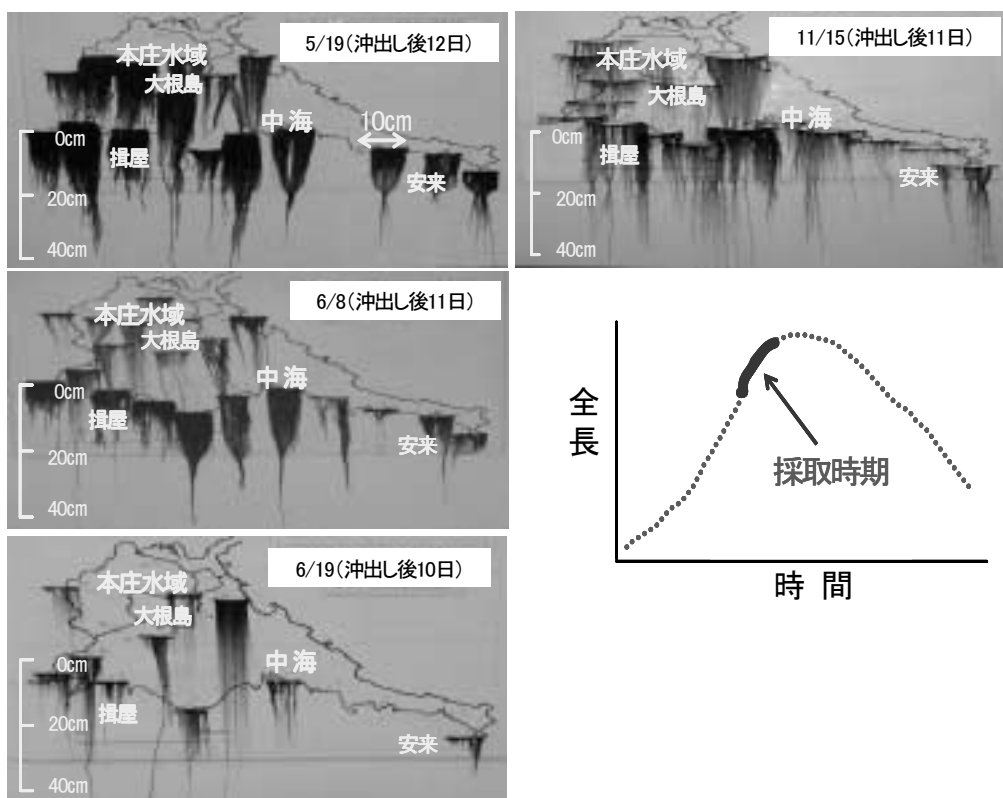 5/19(沖出し後12日)
本庄水域
大根島
中海
10cm
0cm
揖屋
安来
20cm
40cm
11/15(沖出し後11日)
本庄水域
大根島
中海
0cm
揖屋
安来
20cm
40cm
6/8(沖出し後11日)
本庄水域
大根島
中海
0cm
揖屋
安来
20cm
40cm
全長
採取時期
時間
6/19(沖出し後10日)
本庄水域
大根島
中海
0cm
揖屋
20cm
安来
40cm